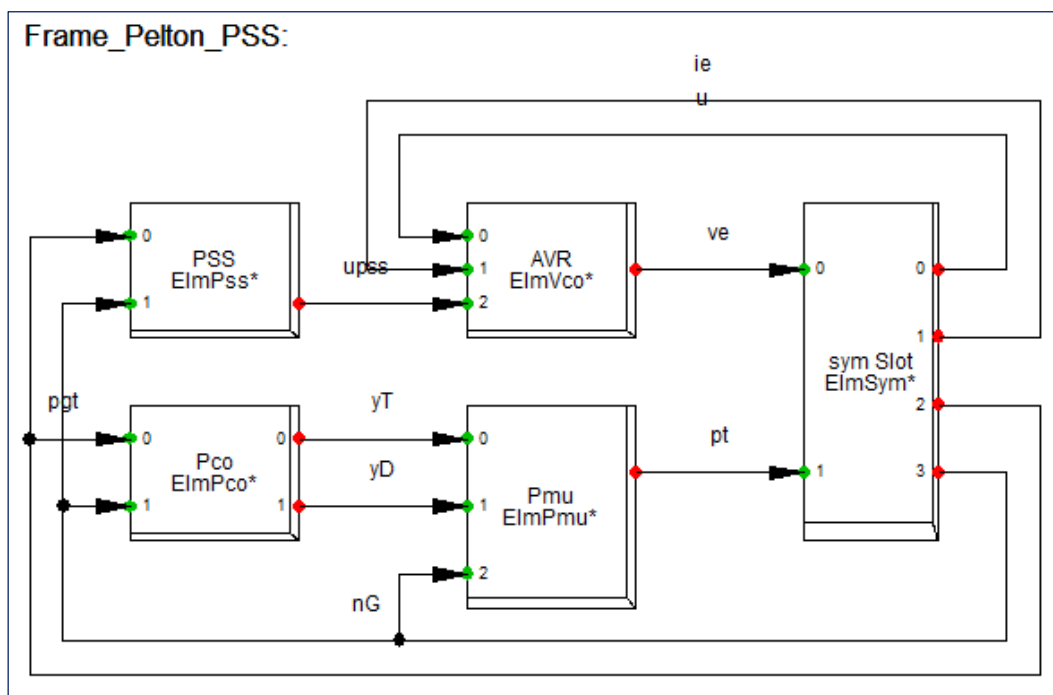 Frame_Pelton_PSS:
ie
u
0
PSS
ElmPss*
1
upss
0
AVR
1
ElmVco*
2
ve
0
0
1
sym Slot
ElmSym*
2
1
3
pgt
0
Pco
ElmPco*
1
0
1
yT
yD
0
1
Pmu
ElmPmu*
2
pt
nG